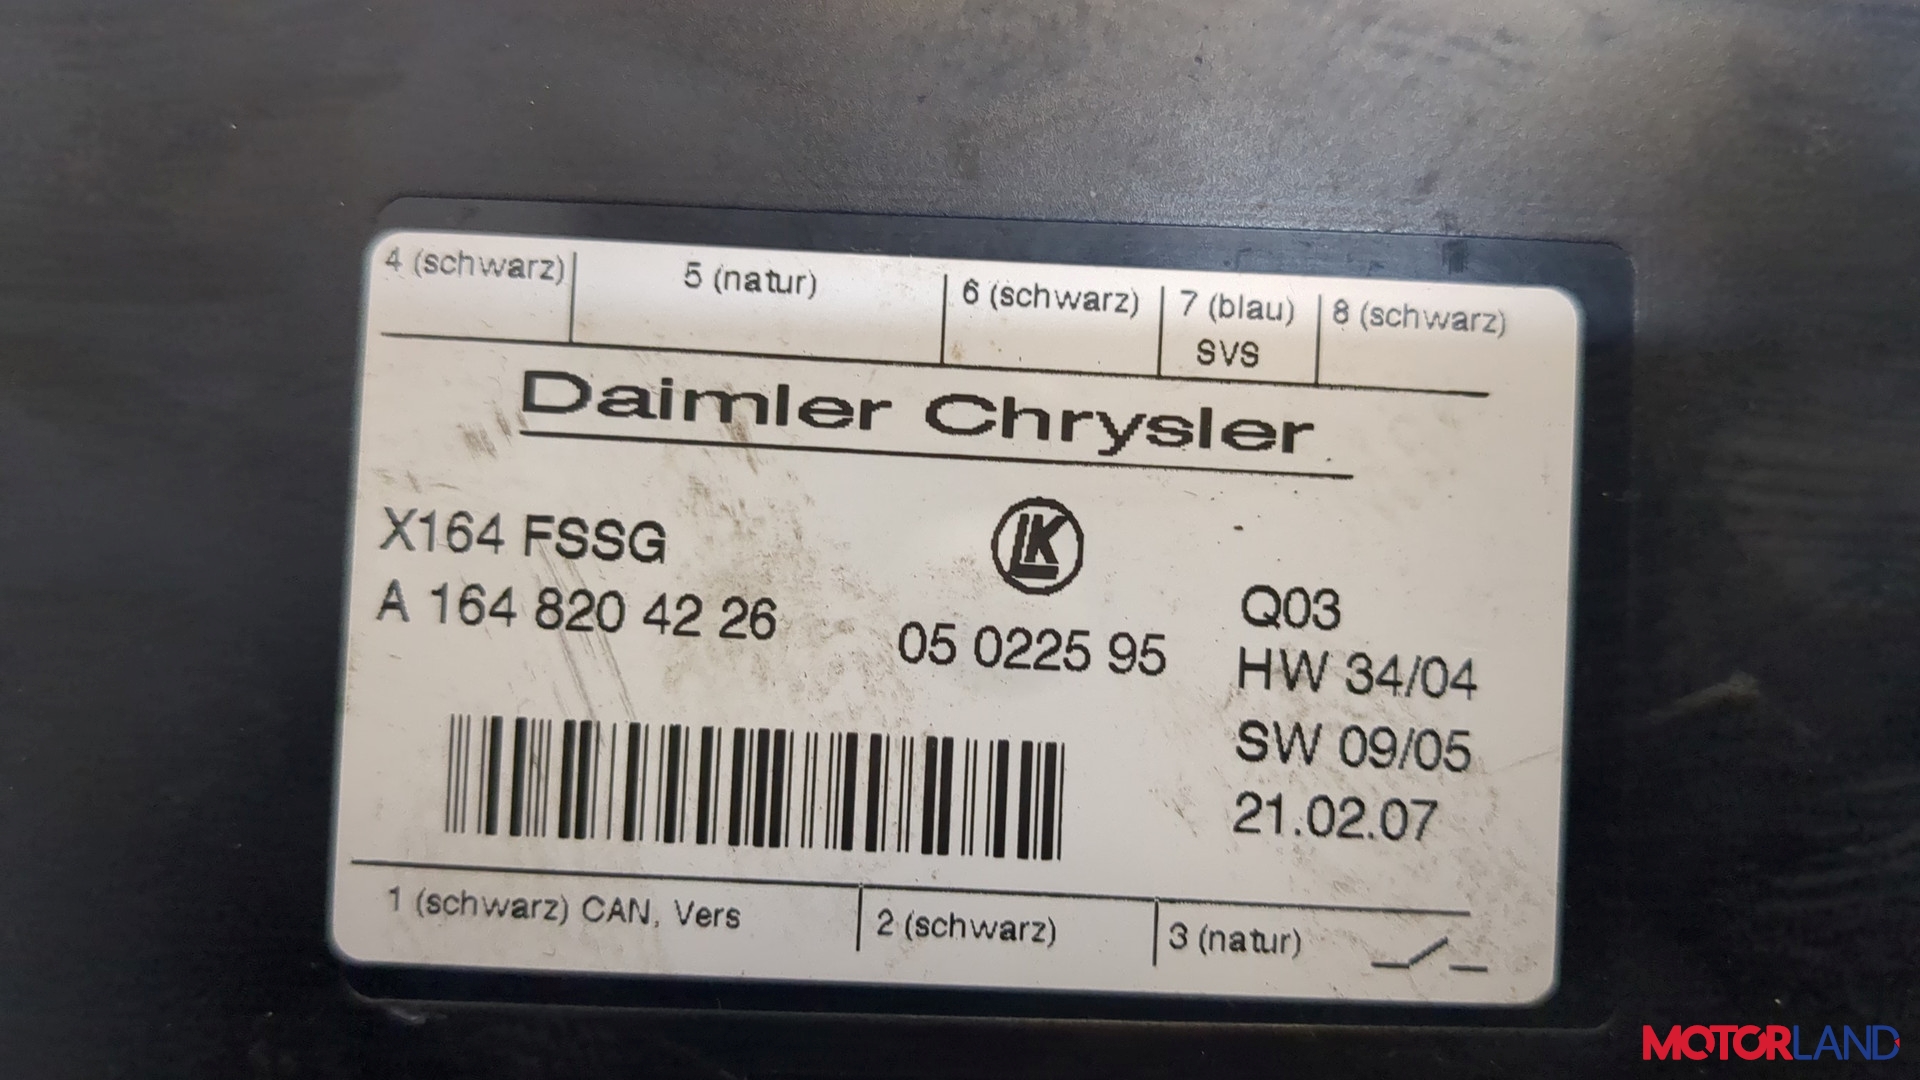 4 (schwarz) 5 (natur) 6 (schwarz) 7 (blau) 8 (schwarz)
SVS
Daimler Chrysler
LK
X164 FSSG
A 164 820 42 26
05 0225 95
Q03
HW 34/04
SW 09/05
21.02.07
1 (schwarz) CAN, Vers 2 (schwarz) 3 (natur)
MOTORLAND